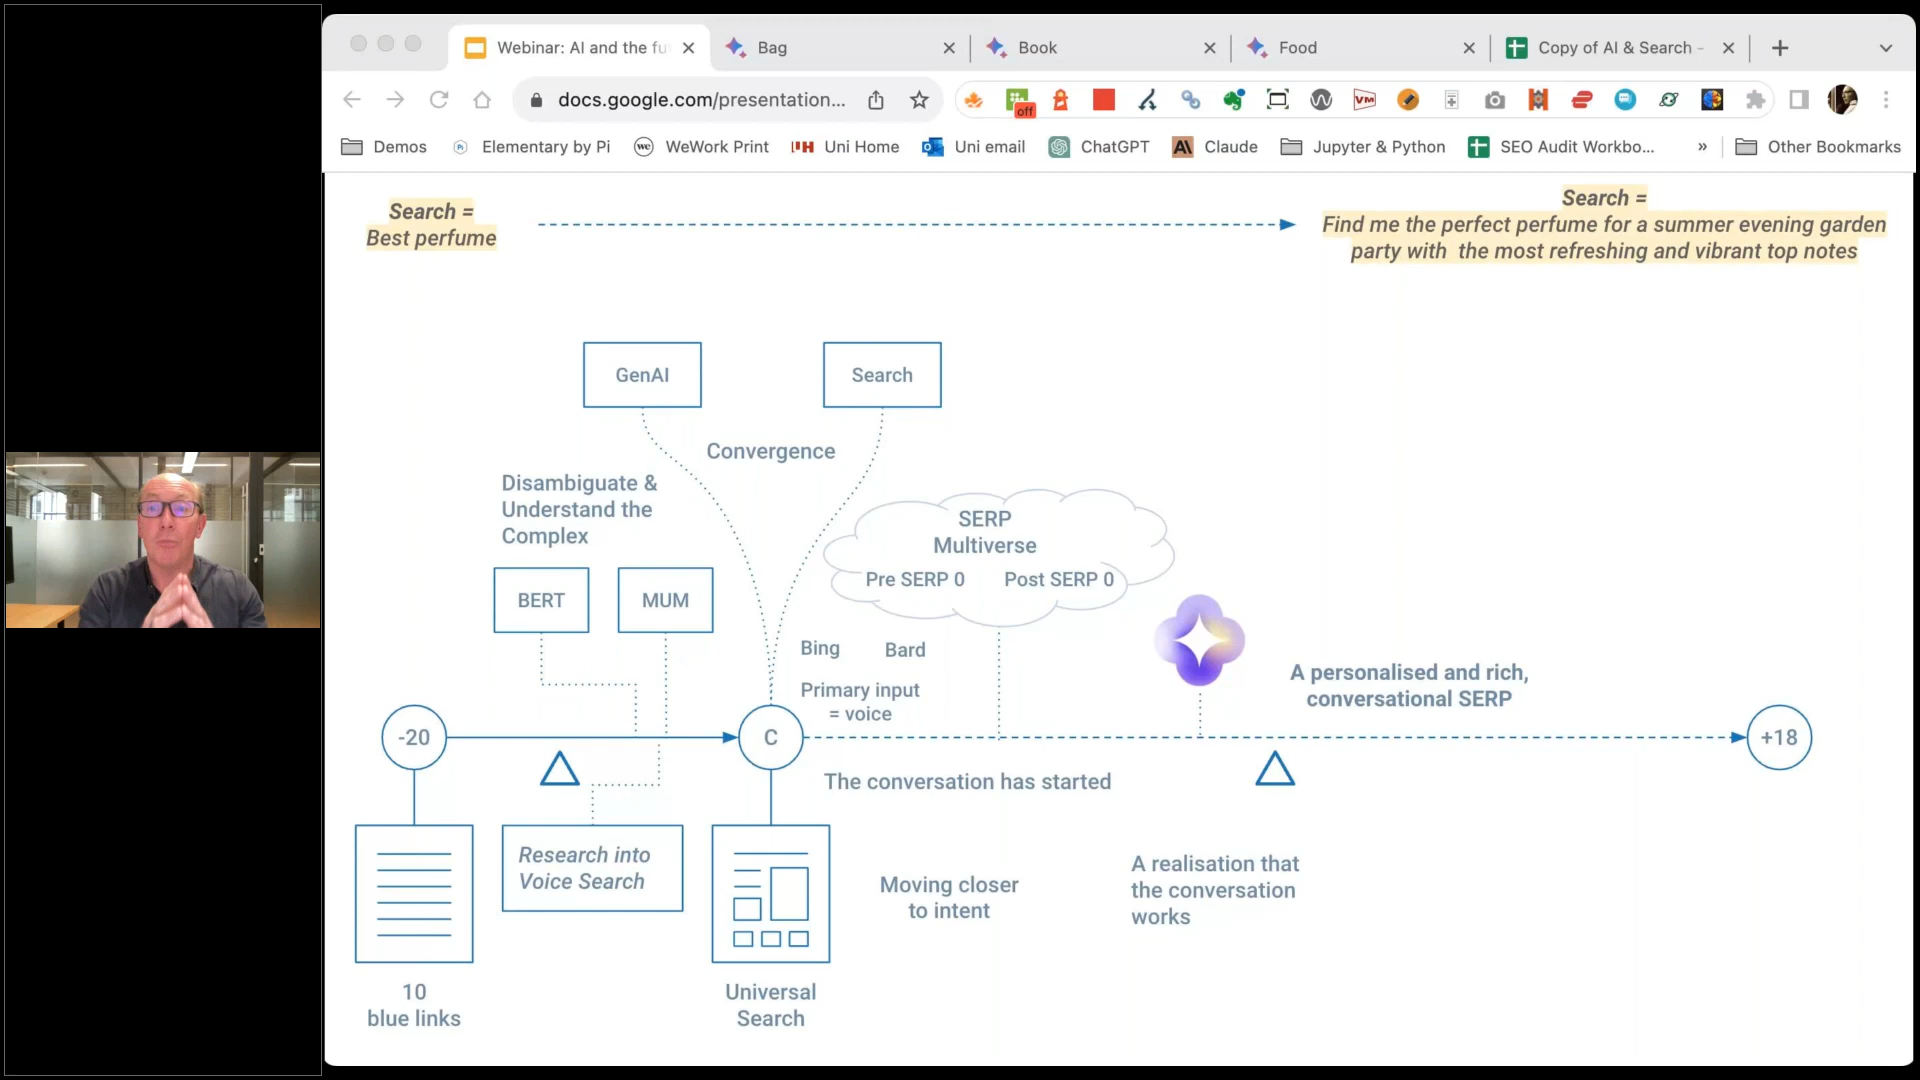 Webinar: AI and the fu
Bag
Book
Food
Copy of AI & Search -
docs.google.com/presentation...
off
VM
Demos
Elementary by Pi
WeWork Print
Uni Home
Uni email
ChatGPT
Claude
Jupyter & Python
SEO Audit Workbo...
»
Other Bookmarks
Search =
Best perfume
Search =
Find me the perfect perfume for a summer evening garden
party with the most refreshing and vibrant top notes
GenAI
Search
Convergence
Disambiguate &
Understand the
Complex
SERP
Multiverse
Pre SERP 0
Post SERP 0
BERT
MUM
Bing
Bard
Primary input
= voice
A personalised and rich,
conversational SERP
-20
C
+18
The conversation has started
Research into
Voice Search
Moving closer
to intent
A realisation that
the conversation
works
10
blue links
Universal
Search